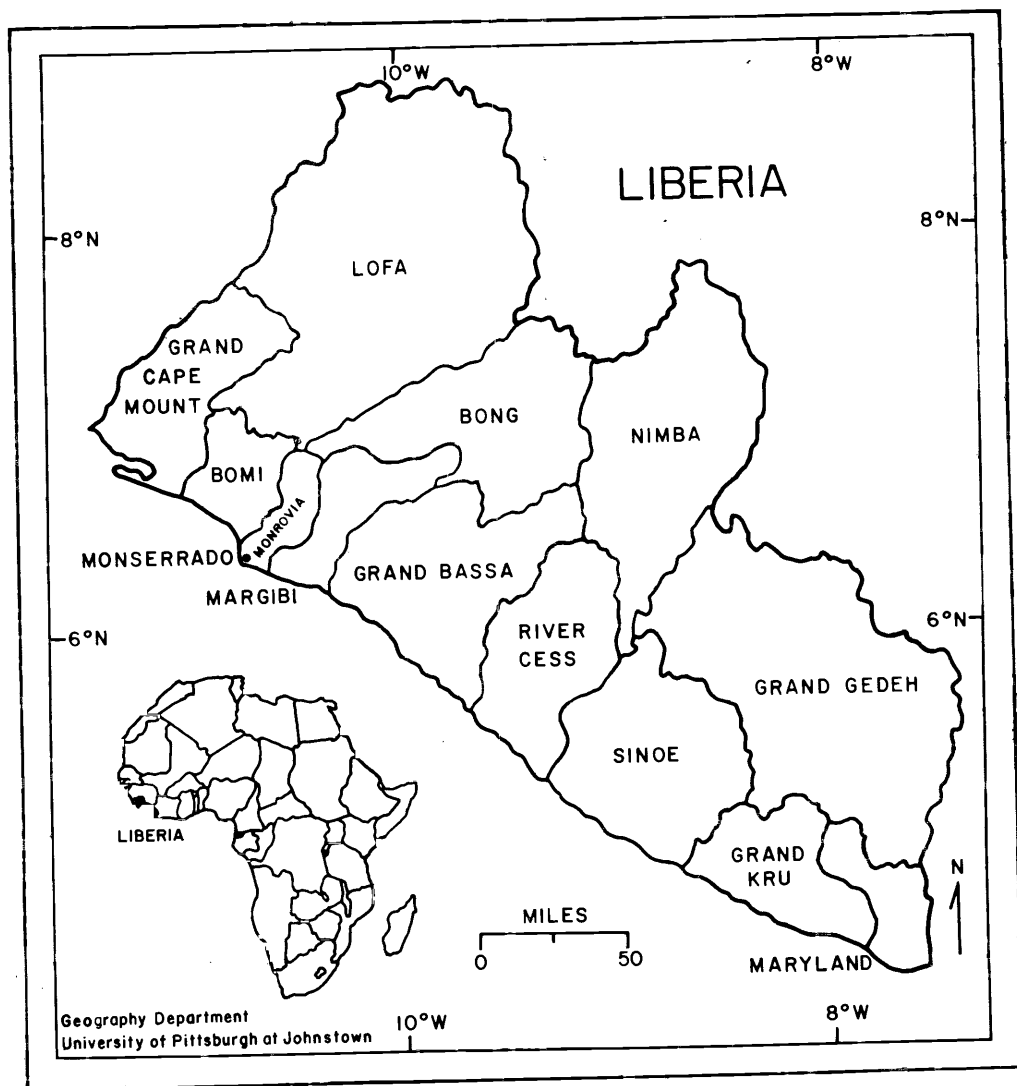 10°W
8°W
LIBERIA
8°N
8°N
LOFA
GRAND
CAPE
MOUNT
BONG
NIMBA
BOMI
MONROVIA
MONSERRADO
GRAND BASSA
MARGIBI
6°N
6°N
RIVER
CESS
GRAND GEDEH
SINOE
LIBERIA
GRAND
KRU
N
MILES
0 50
MARYLAND
Geography Department
University of Pittsburgh at Johnstown
10°W
8°W